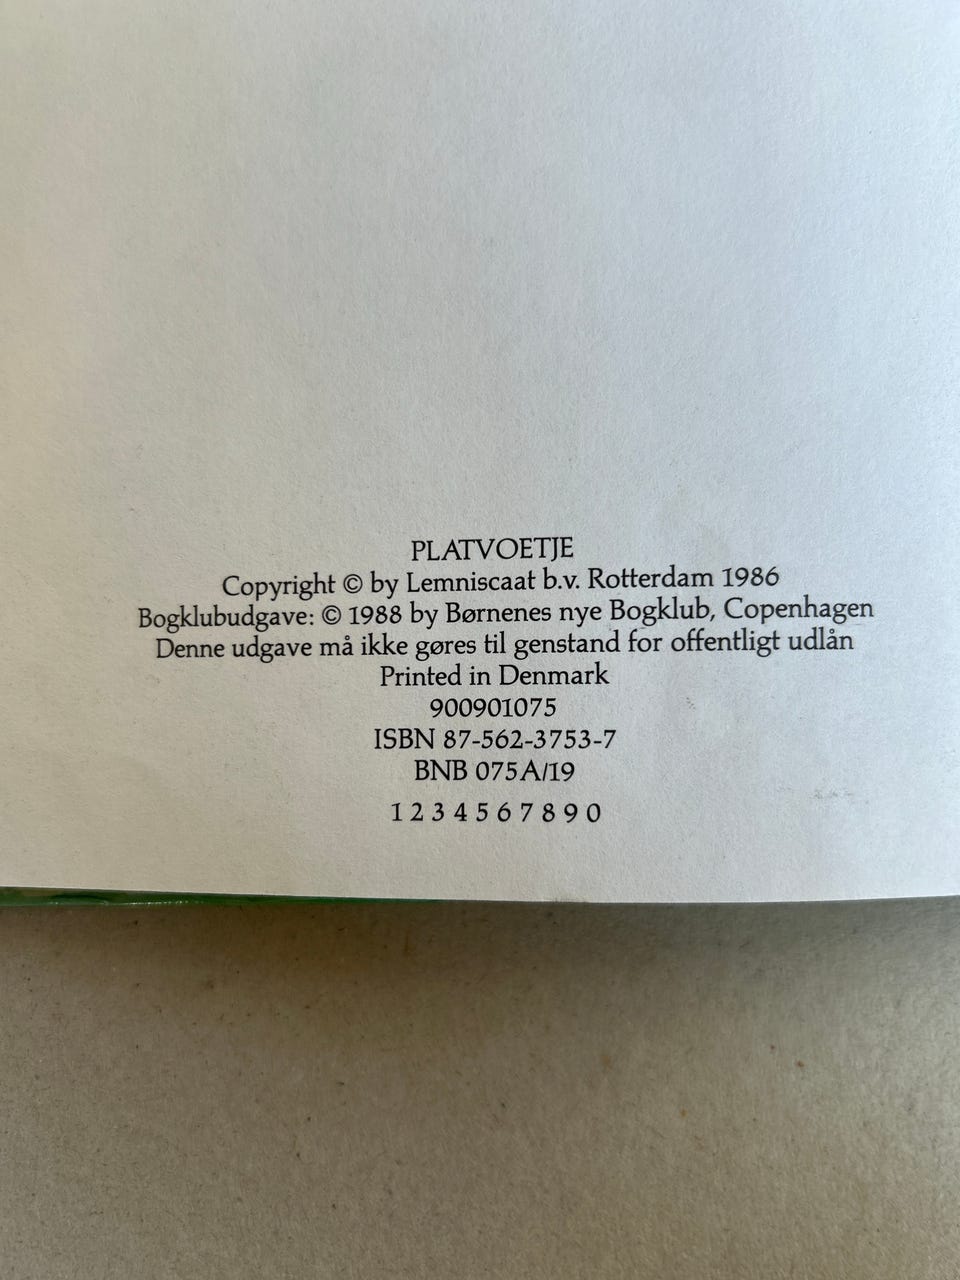 PLATVOETJE
Copyright © by Lemniscaat b.v. Rotterdam 1986
Bogklubudgave: © 1988 by Børnenes nye Bogklub, Copenhagen
Denne udgave må ikke gøres til genstand for offentligt udlån
Printed in Denmark
900901075
ISBN 87-562-3753-7
BNB 075A/19
1 2 3 4 5 6 7 8 9 0